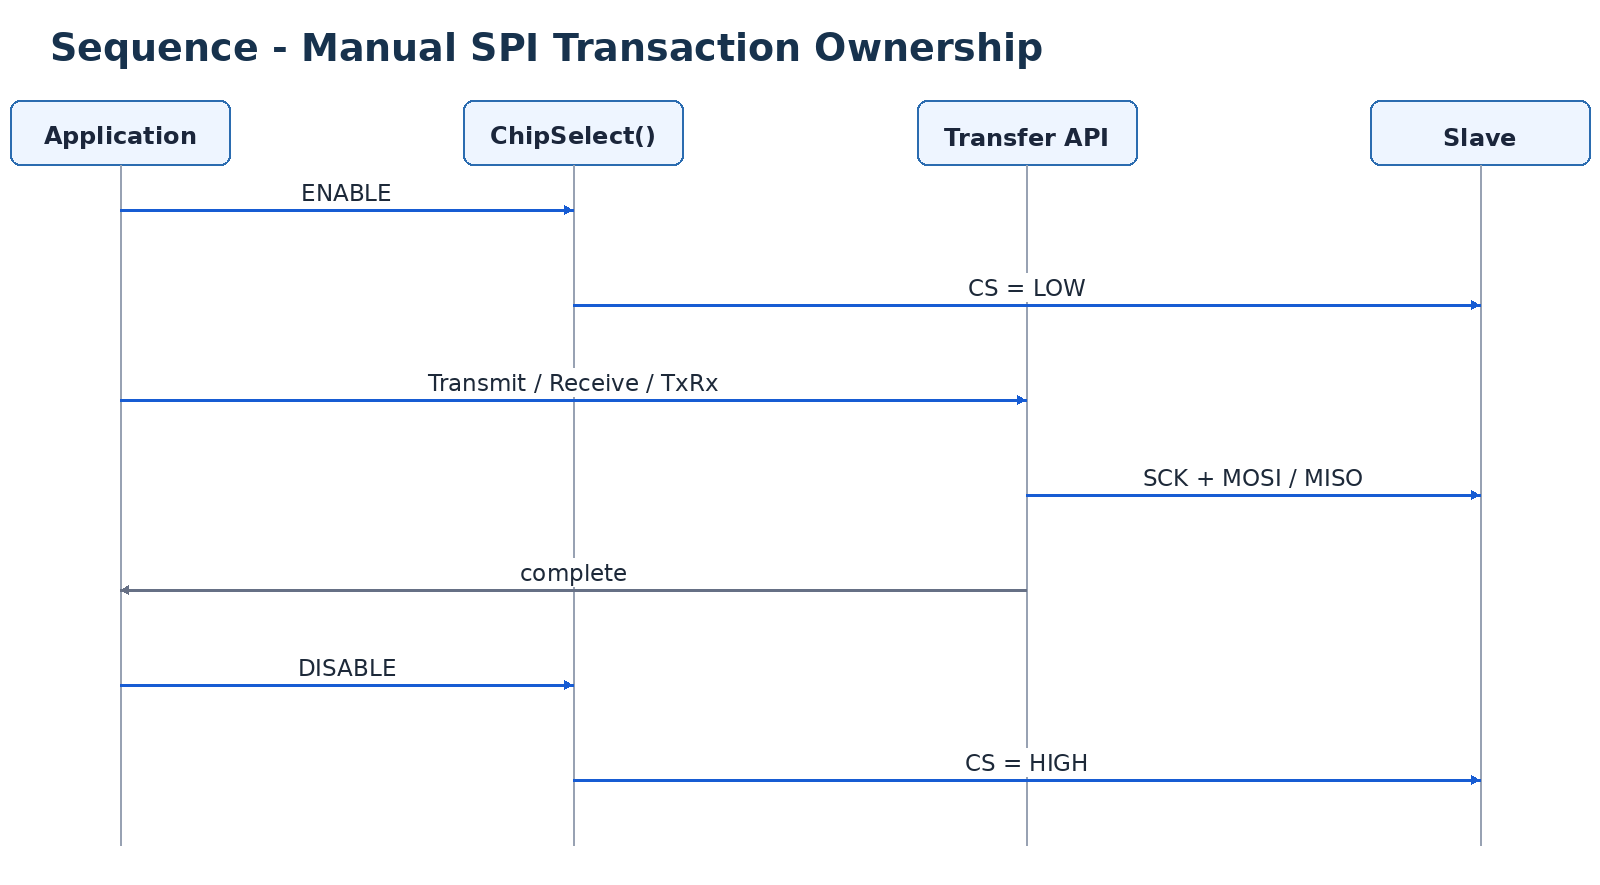 Sequence - Manual SPI Transaction Ownership
Application
ChipSelect()
Transfer API
Slave
ENABLE
CS = LOW
Transmit / Receive / TxRx
SCK + MOSI / MISO
complete
DISABLE
CS = HIGH